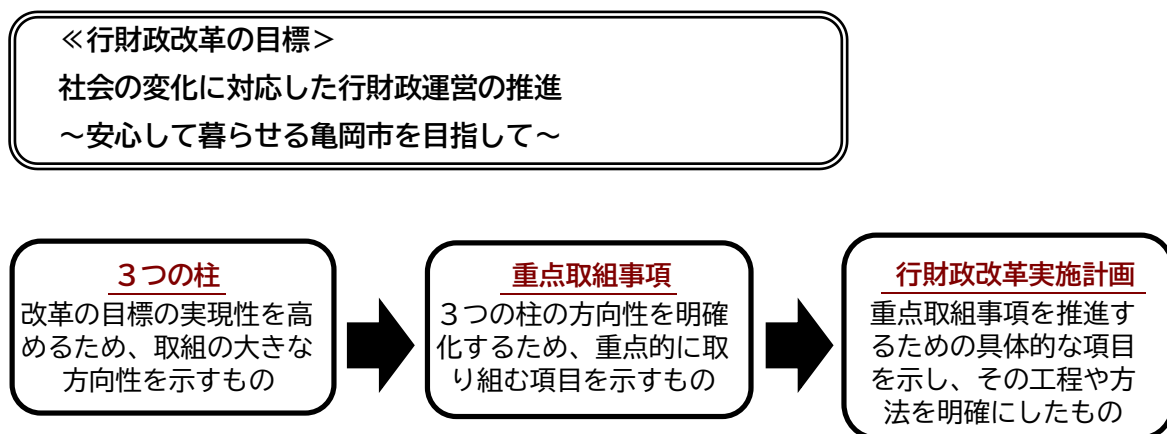 ≪行財政改革の目標＞
社会の変化に対応した行財政運営の推進
～安心して暮らせる亀岡市を目指して～
３つの柱
改革の目標の実現性を高
めるため、取組の大きな
方向性を示すもの
重点取組事項
３つの柱の方向性を明確
化するため、重点的に取
り組む項目を示すもの
行財政改革実施計画
重点取組事項を推進す
るための具体的な項目
を示し、その工程や方
法を明確にしたもの